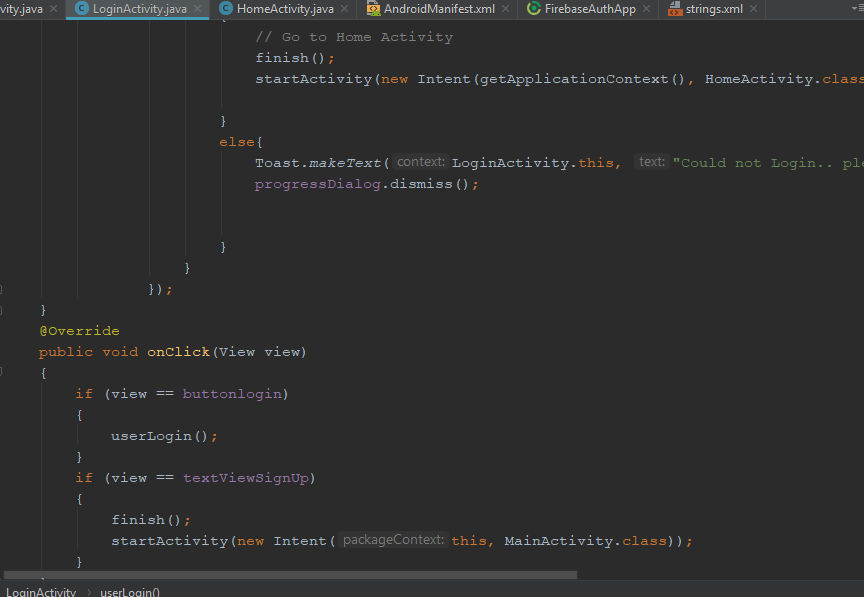 vity.java LoginActivity.java HomeActivity.java AndroidManifest.xml FirebaseAuthApp strings.xml
// Go to Home Activity
finish();
startActivity(new Intent(getApplicationContext(), HomeActivity.class
}
else{
Toast.makeText( context: LoginActivity.this, text: "Could not Login.. ple
progressDialog.dismiss();
}
}
});
}
@Override
public void onClick(View view)
{
if (view == buttonlogin)
{
userLogin();
}
if (view == textViewSignUp)
{
finish();
startActivity(new Intent( packageContext: this, MainActivity.class));
}
LoginActivity > userLogin()